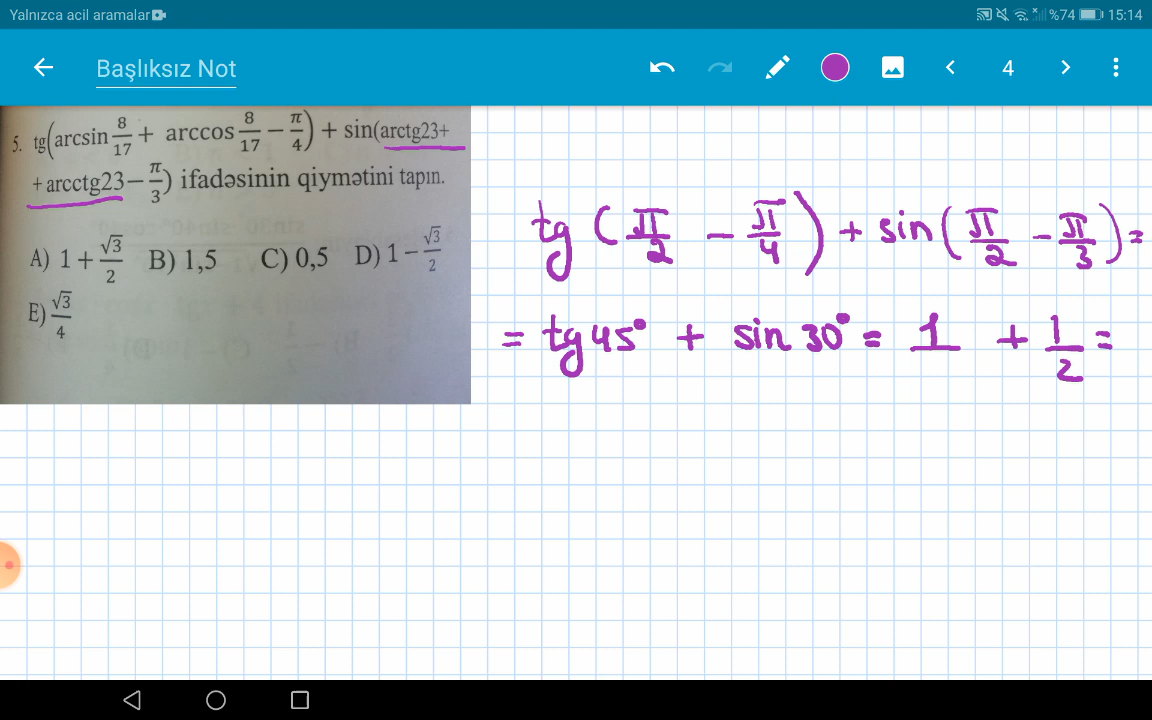 Yalnızca acil aramalar %74 15:14
Başlıksız Not 4
5. tg(arcsin 8/17 + arccos 8/17 − π/4) + sin(arctg23+
+ arcctg23− π/3) ifadəsinin qiymətini tapın.
A) 1 + √3/2 B) 1,5 C) 0,5 D) 1 − √3/2
E) √3/4
tg (π/2 − π/4) + sin (π/2 − π/3) =
= tg 45° + sin 30° = 1 + 1/2 =